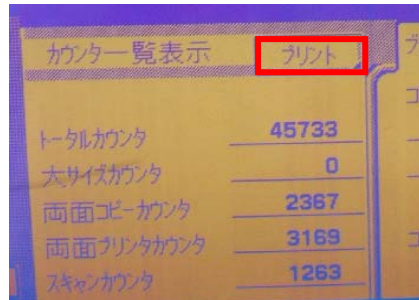 カウンター一覧表示 プリント
トータルカウンタ 45733
大サイズカウンタ 0
両面コピーカウンタ 2367
両面プリンタカウンタ 3169
スキャンカウンタ 1263